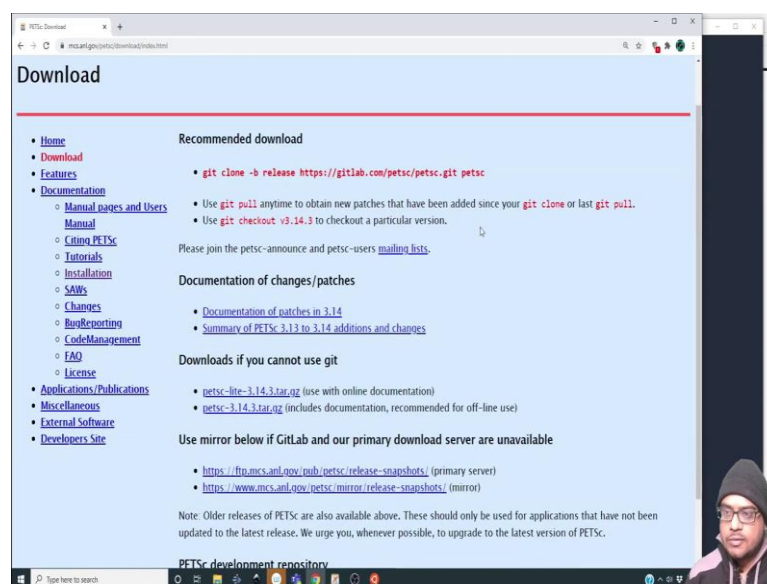 PETSc: Download
mcs.anl.gov/petsc/download/index.html
Download
Home
Download
Features
Documentation
Manual pages and Users
Manual
Citing PETSc
Tutorials
Installation
SAWs
Changes
BugReporting
CodeManagement
FAQ
License
Applications/Publications
Miscellaneous
External Software
Developers Site
Recommended download
git clone -b release https://gitlab.com/petsc/petsc.git petsc
Use git pull anytime to obtain new patches that have been added since your git clone or last git pull.
Use git checkout v3.14.3 to checkout a particular version.
Please join the petsc-announce and petsc-users mailing lists.
Documentation of changes/patches
Documentation of patches in 3.14
Summary of PETSc 3.13 to 3.14 additions and changes
Downloads if you cannot use git
petsc-lite-3.14.3.tar.gz (use with online documentation)
petsc-3.14.3.tar.gz (includes documentation, recommended for off-line use)
Use mirror below if GitLab and our primary download server are unavailable
https://ftp.mcs.anl.gov/pub/petsc/release-snapshots/ (primary server)
https://www.mcs.anl.gov/petsc/mirror/release-snapshots/ (mirror)
Note: Older releases of PETSc are also available above. These should only be used for applications that have not been
updated to the latest release. We urge you, whenever possible, to upgrade to the latest version of PETSc.
PETSc development repository
Type here to search